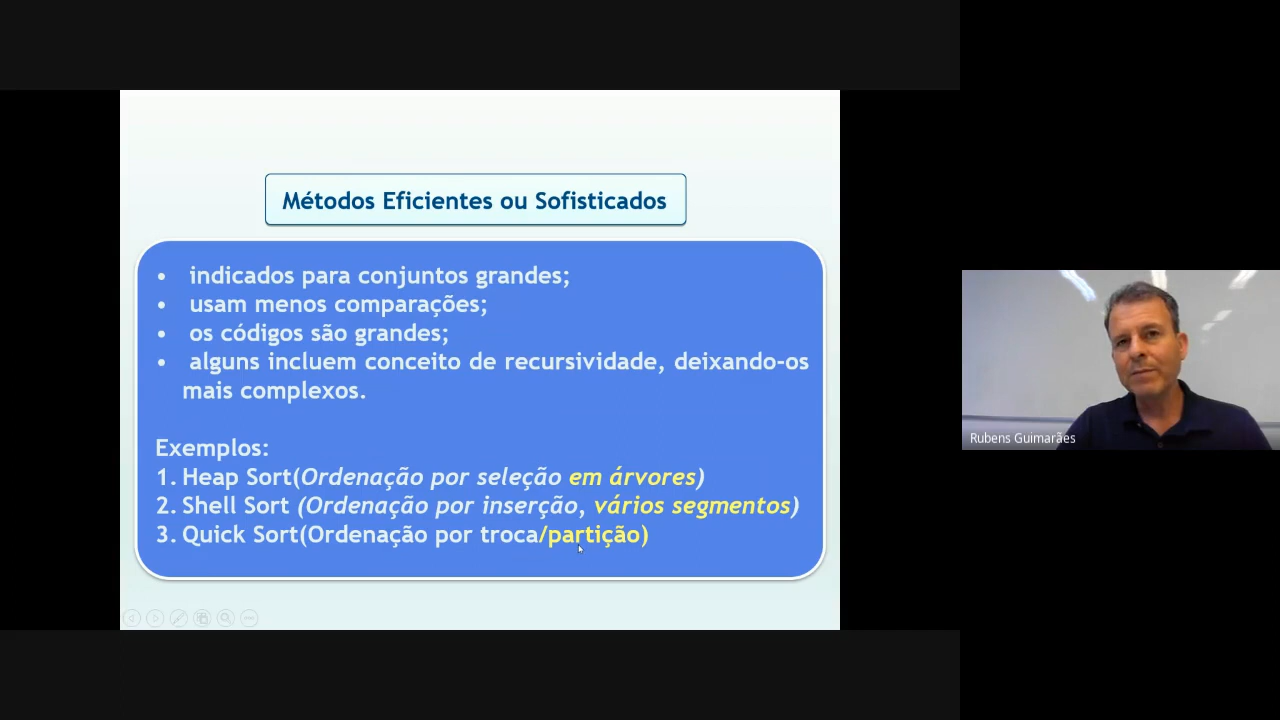 Métodos Eficientes ou Sofisticados
• indicados para conjuntos grandes;
• usam menos comparações;
• os códigos são grandes;
• alguns incluem conceito de recursividade, deixando-os
mais complexos.
Exemplos:
1. Heap Sort(Ordenação por seleção em árvores)
2. Shell Sort (Ordenação por inserção, vários segmentos)
3. Quick Sort(Ordenação por troca/partição)
Rubens Guimarães